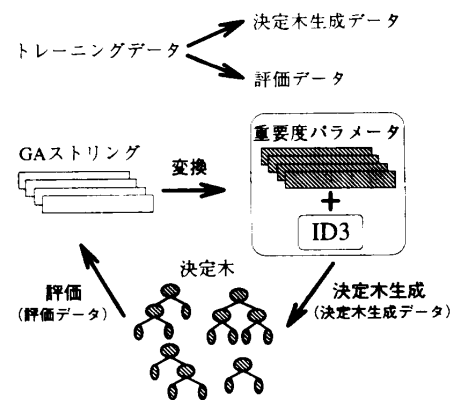 決定木生成データ
トレーニングデータ
評価データ
重要度パラメータ
GAストリング
変換
ID3
決定木
評価
(評価データ)
決定木生成
(決定木生成データ)